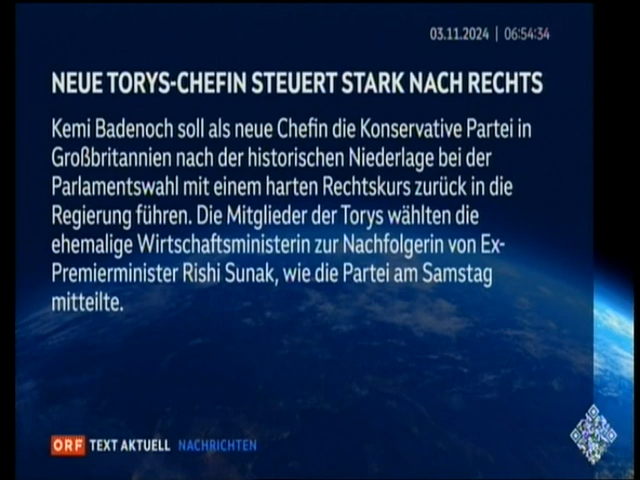 03.11.2024 | 06:54:34
NEUE TORYS-CHEFIN STEUERT STARK NACH RECHTS
Kemi Badenoch soll als neue Chefin die Konservative Partei in
Großbritannien nach der historischen Niederlage bei der
Parlamentswahl mit einem harten Rechtskurs zurück in die
Regierung führen. Die Mitglieder der Torys wählten die
ehemalige Wirtschaftsministerin zur Nachfolgerin von Ex-
Premierminister Rishi Sunak, wie die Partei am Samstag
mitteilte.
ORF TEXT AKTUELL NACHRICHTEN